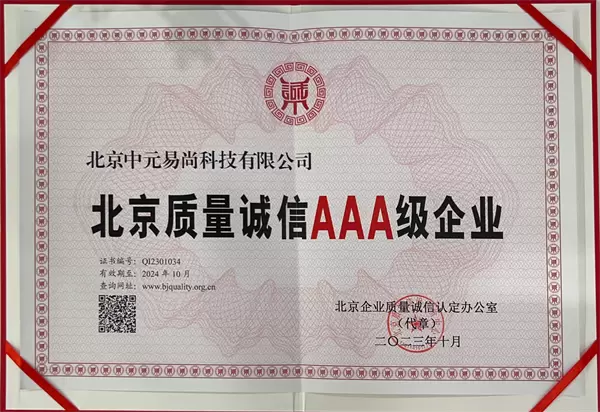 誠
北京中元易尚科技有限公司
北京质量诚信AAA级企业
证书编号：QI2301034
有效期至：2024年10月
查询网址：www.bjquality.org.cn
北京企业质量诚信认定办公室
（代章）
二〇二三年十月